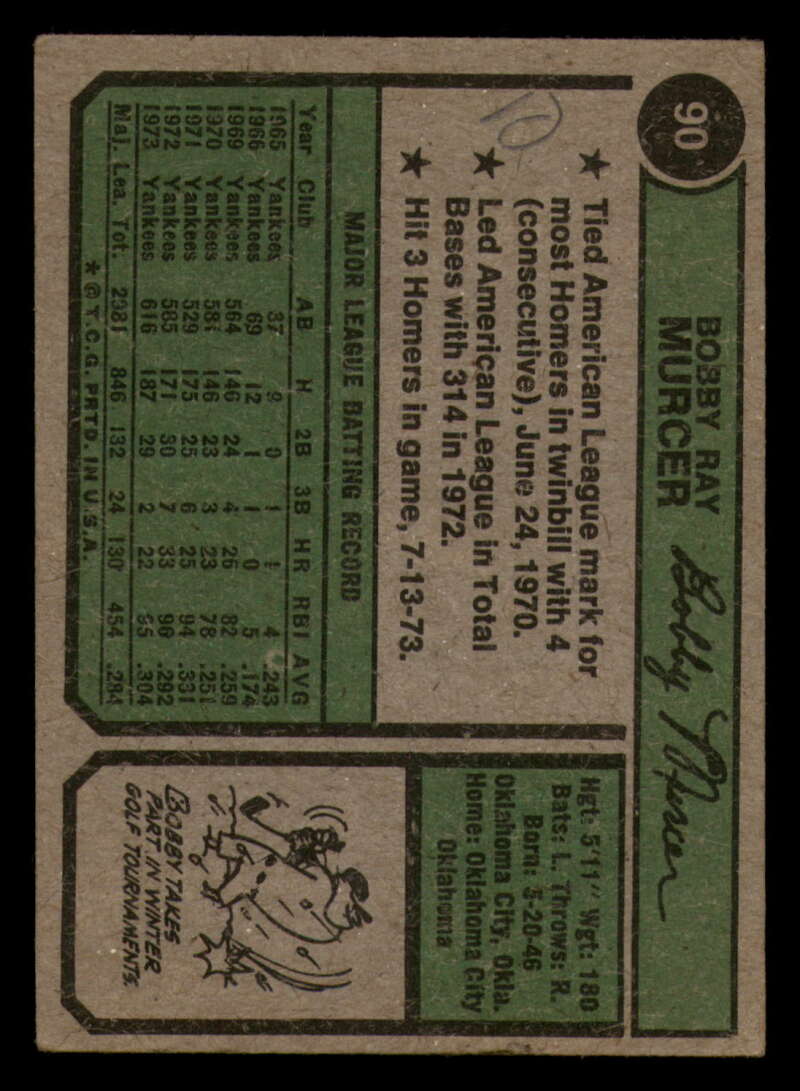 90
BOBBY RAY
MURCER
Bobby Murcer
★ Tied American League mark for
most Homers in twinbill with 4
(consecutive), June 24, 1970.
★ Led American League in Total
Bases with 314 in 1972.
★ Hit 3 Homers in game, 7-13-73.
10
MAJOR LEAGUE BATTING RECORD
Year Club AB H 2B 3B HR RBI AVG
1965 Yankees 37 9 0 1 1 4 .243
1966 Yankees 69 12 1 1 0 5 .174
1969 Yankees 564 146 24 4 26 82 .259
1970 Yankees 581 146 23 3 23 78 .251
1971 Yankees 529 175 25 6 25 94 .331
1972 Yankees 585 171 30 7 33 96 .292
1973 Yankees 616 187 29 2 22 95 .304
Maj. Lea. Tot. 2981 846 132 24 130 454 .284
* © T.C.G. PRTD. IN U.S.A.
Hgt: 5'11" Wgt: 180
Bats: L. Throws: R.
Born: 5-20-46
Oklahoma City, Okla.
Home: Oklahoma City
Oklahoma
BOBBY TAKES
PART IN WINTER
GOLF TOURNAMENTS.